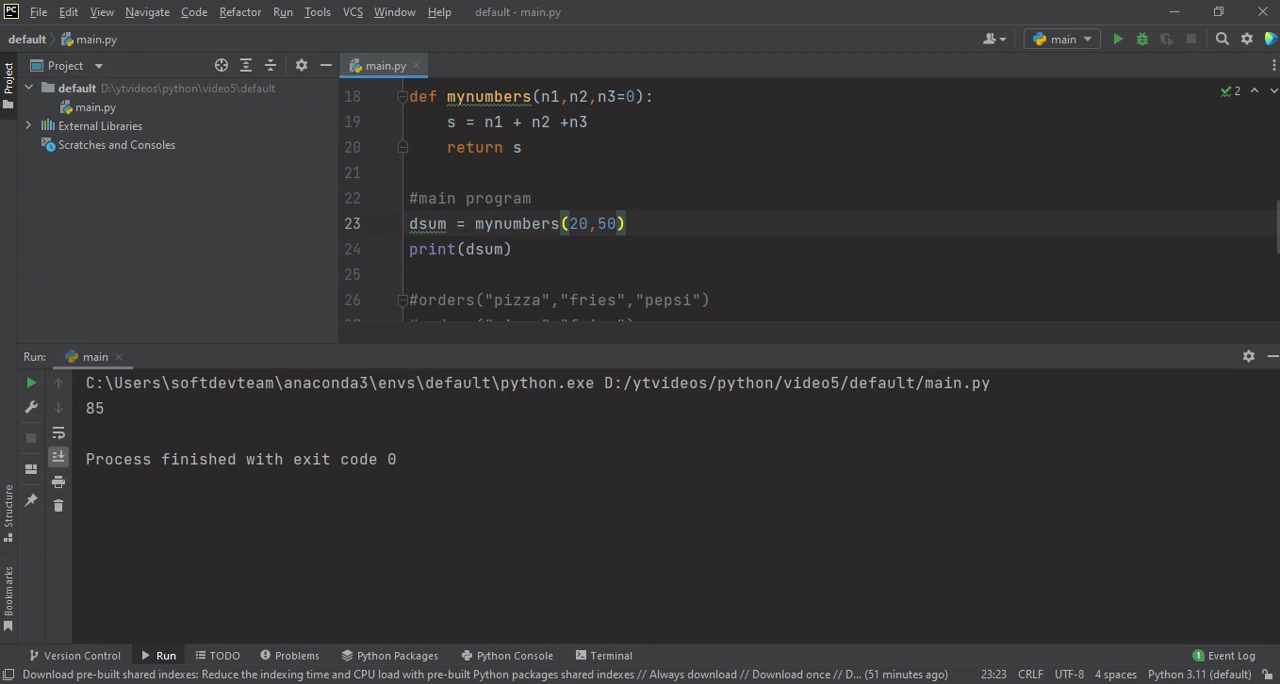 PC File Edit View Navigate Code Refactor Run Tools VCS Window Help default - main.py
default main.py main
Project Project main.py
default D:\ytvideos\python\video5\default
main.py
External Libraries
Scratches and Consoles
2
18 def mynumbers(n1,n2,n3=0):
19 s = n1 + n2 +n3
20 return s
21
22 #main program
23 dsum = mynumbers(20,50)
24 print(dsum)
25
26 #orders("pizza","fries","pepsi")
Run: main
C:\Users\softdevteam\anaconda3\envs\default\python.exe D:/ytvideos/python/video5/default/main.py
85
Process finished with exit code 0
Structure
Bookmarks
Version Control Run TODO Problems Python Packages Python Console Terminal 1 Event Log
Download pre-built shared indexes: Reduce the indexing time and CPU load with pre-built Python packages shared indexes // Always download // Download once // D... (51 minutes ago) 23:23 CRLF UTF-8 4 spaces Python 3.11 (default)